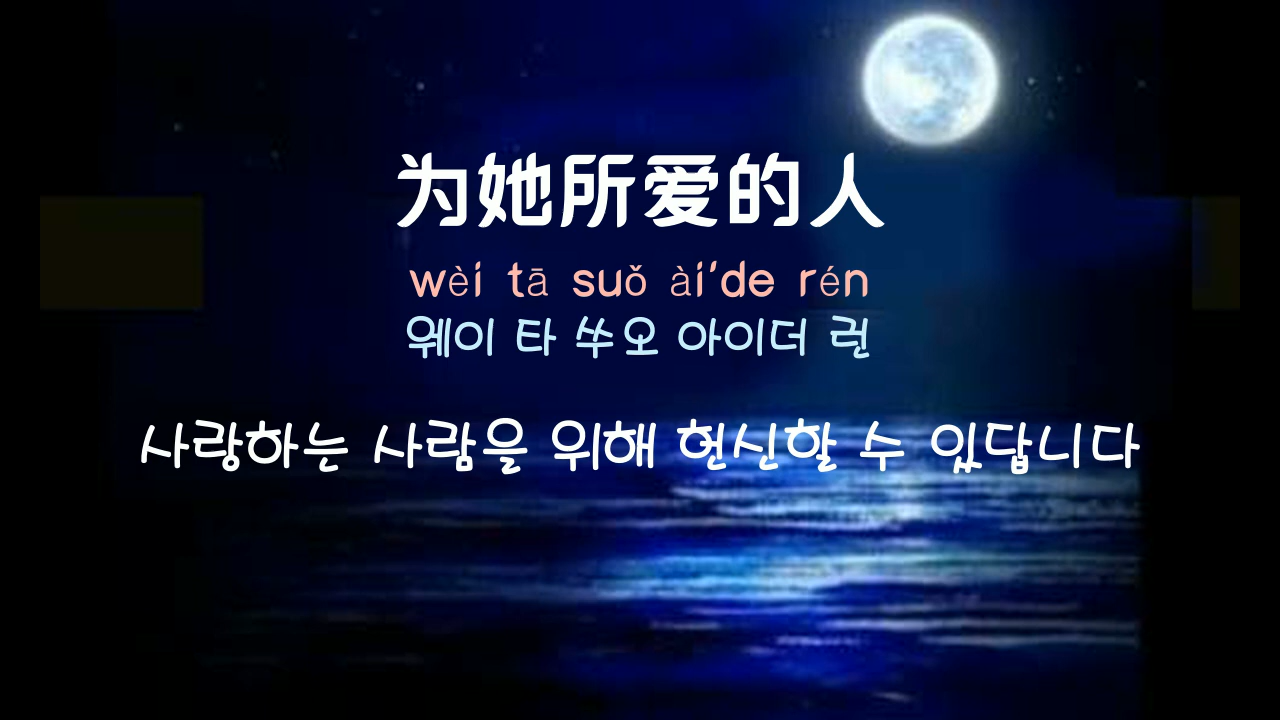 为她所爱的人
wèi tā suǒ ài'de rén
웨이 타 쑤오 아이더 런
사랑하는 사람을 위해 헌신할 수 있답니다